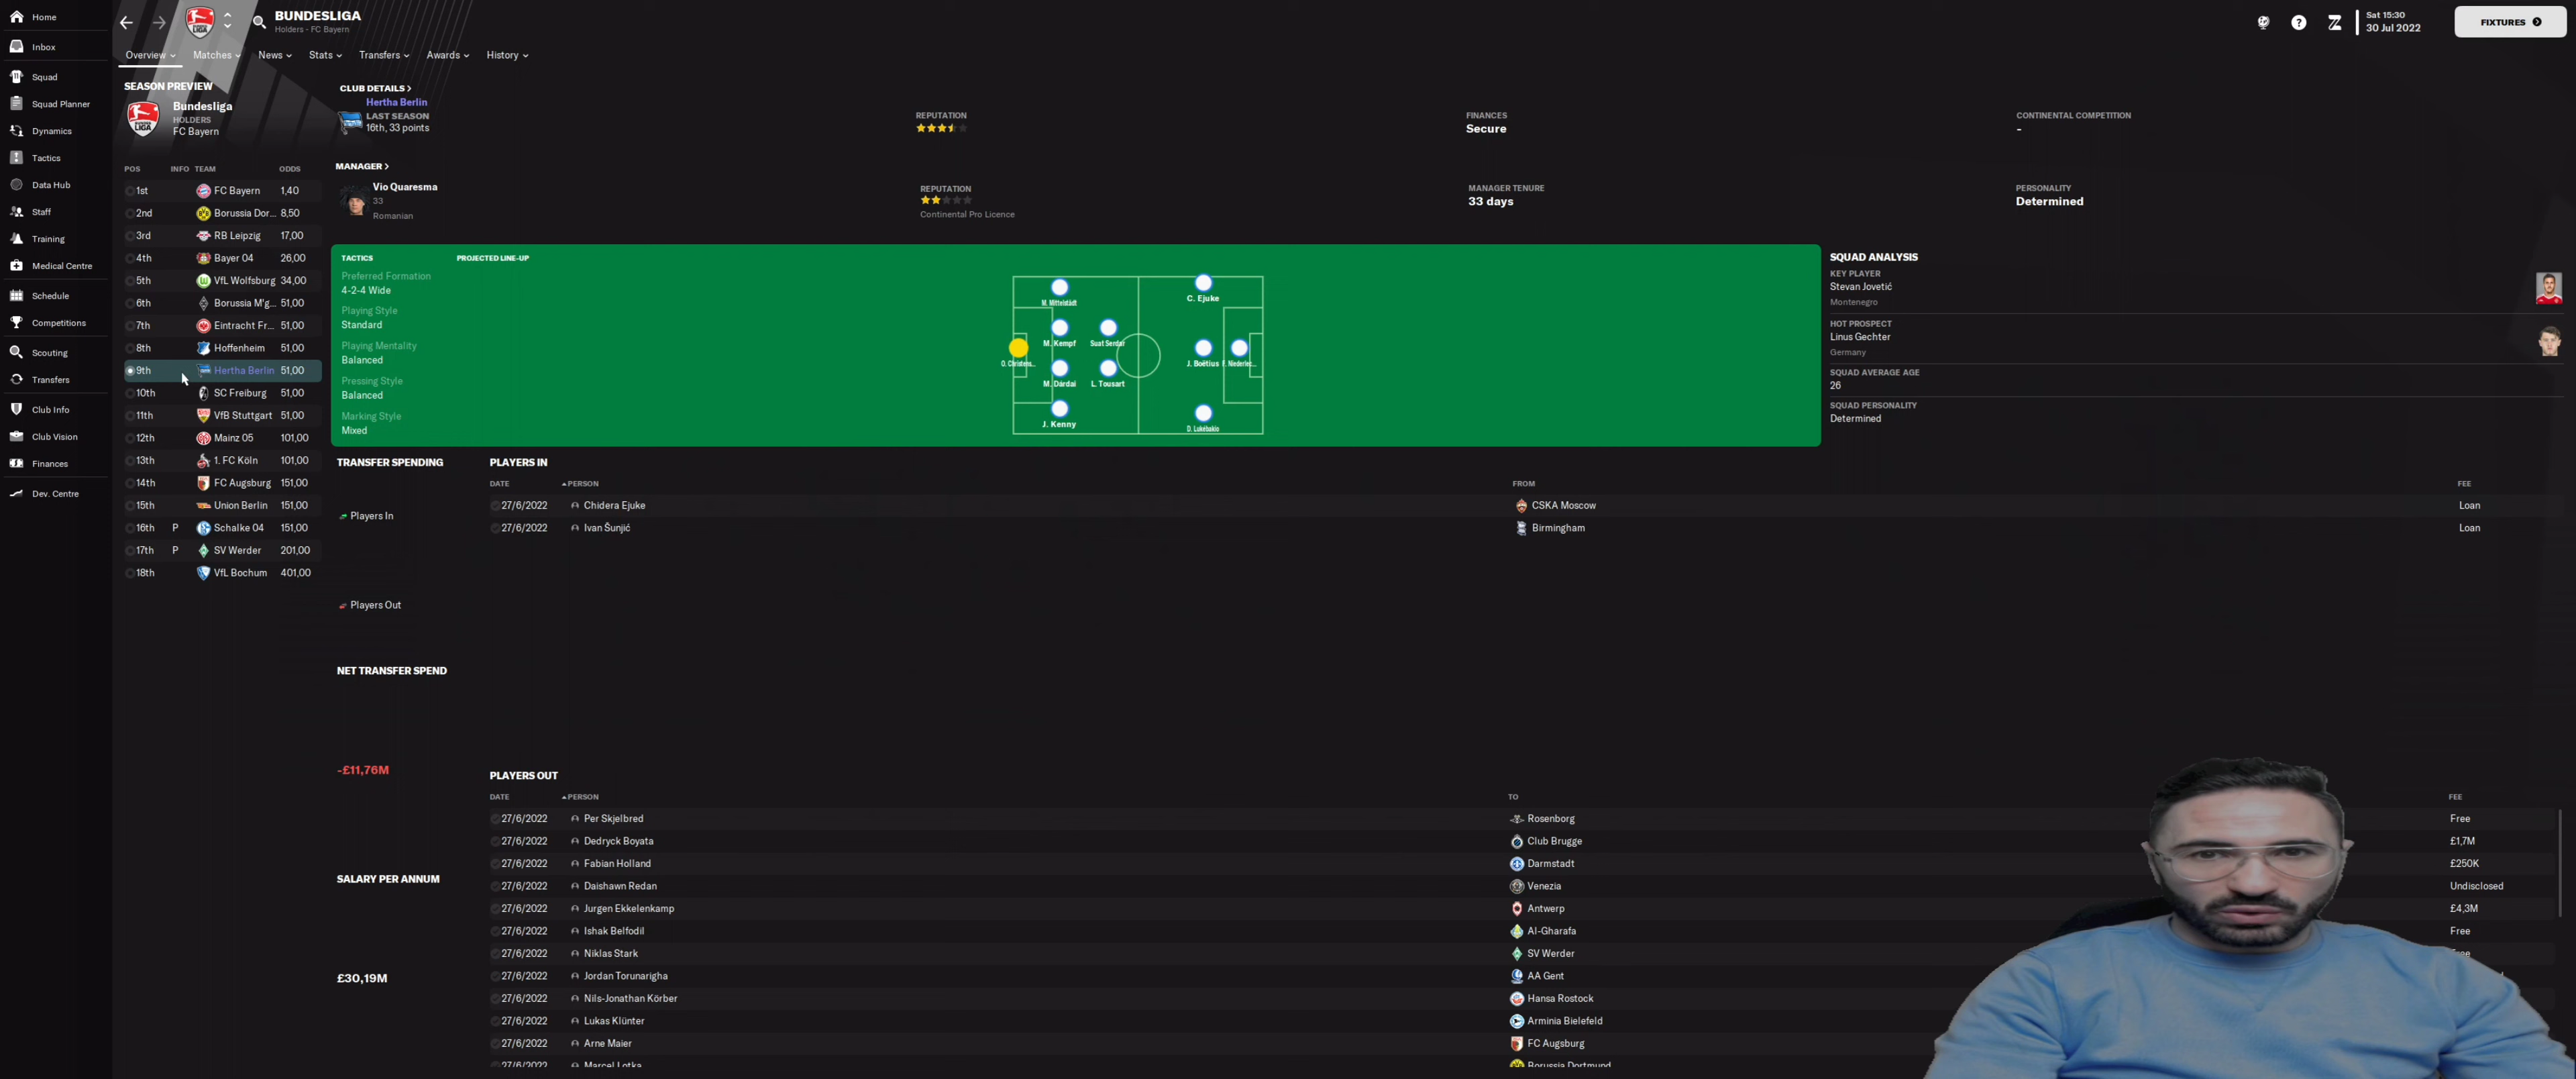 Home
Inbox
Squad
Squad Planner
Dynamics
Tactics
Data Hub
Staff
Training
Medical Centre
Schedule
Competitions
Scouting
Transfers
Club Info
Club Vision
Finances
Dev. Centre
BUNDESLIGA
Holders - FC Bayern
Sat 15:30
30 Jul 2022
FIXTURES
Overview Matches News Stats Transfers Awards History
SEASON PREVIEW
Bundesliga
HOLDERS
FC Bayern
POS INFO TEAM ODDS
1st FC Bayern 1,40
2nd Borussia Dor... 8,50
3rd RB Leipzig 17,00
4th Bayer 04 26,00
5th VfL Wolfsburg 34,00
6th Borussia M'g... 51,00
7th Eintracht Fr... 51,00
8th Hoffenheim 51,00
9th Hertha Berlin 51,00
10th SC Freiburg 51,00
11th VfB Stuttgart 51,00
12th Mainz 05 101,00
13th 1. FC Köln 101,00
14th FC Augsburg 151,00
15th Union Berlin 151,00
16th P Schalke 04 151,00
17th P SV Werder 201,00
18th VfL Bochum 401,00
CLUB DETAILS >
Hertha Berlin
LAST SEASON
16th, 33 points
REPUTATION
FINANCES
Secure
CONTINENTAL COMPETITION
-
MANAGER >
Vio Quaresma
33
Romanian
REPUTATION
Continental Pro Licence
MANAGER TENURE
33 days
PERSONALITY
Determined
TACTICS
Preferred Formation
4-2-4 Wide
Playing Style
Standard
Playing Mentality
Balanced
Pressing Style
Balanced
Marking Style
Mixed
PROJECTED LINE-UP
M. Mittelstädt
C. Ejuke
M. Kempf
Suat Serdar
O. Christens...
J. Boëtius
F. Niederlec...
M. Dárdai
L. Tousart
J. Kenny
D. Lukébakio
SQUAD ANALYSIS
KEY PLAYER
Stevan Jovetić
Montenegro
HOT PROSPECT
Linus Gechter
Germany
SQUAD AVERAGE AGE
26
SQUAD PERSONALITY
Determined
TRANSFER SPENDING
Players In
Players Out
NET TRANSFER SPEND
-£11,76M
SALARY PER ANNUM
£30,19M
PLAYERS IN
DATE PERSON FROM FEE
27/6/2022 Chidera Ejuke CSKA Moscow Loan
27/6/2022 Ivan Šunjić Birmingham Loan
PLAYERS OUT
DATE PERSON TO FEE
27/6/2022 Per Skjelbred Rosenborg Free
27/6/2022 Dedryck Boyata Club Brugge £1,7M
27/6/2022 Fabian Holland Darmstadt £250K
27/6/2022 Daishawn Redan Venezia Undisclosed
27/6/2022 Jurgen Ekkelenkamp Antwerp £4,3M
27/6/2022 Ishak Belfodil Al-Gharafa Free
27/6/2022 Niklas Stark SV Werder
27/6/2022 Jordan Torunarigha AA Gent
27/6/2022 Nils-Jonathan Körber Hansa Rostock
27/6/2022 Lukas Klünter Arminia Bielefeld
27/6/2022 Arne Maier FC Augsburg
27/6/2022 Marcel Lotka Borussia Dortmund